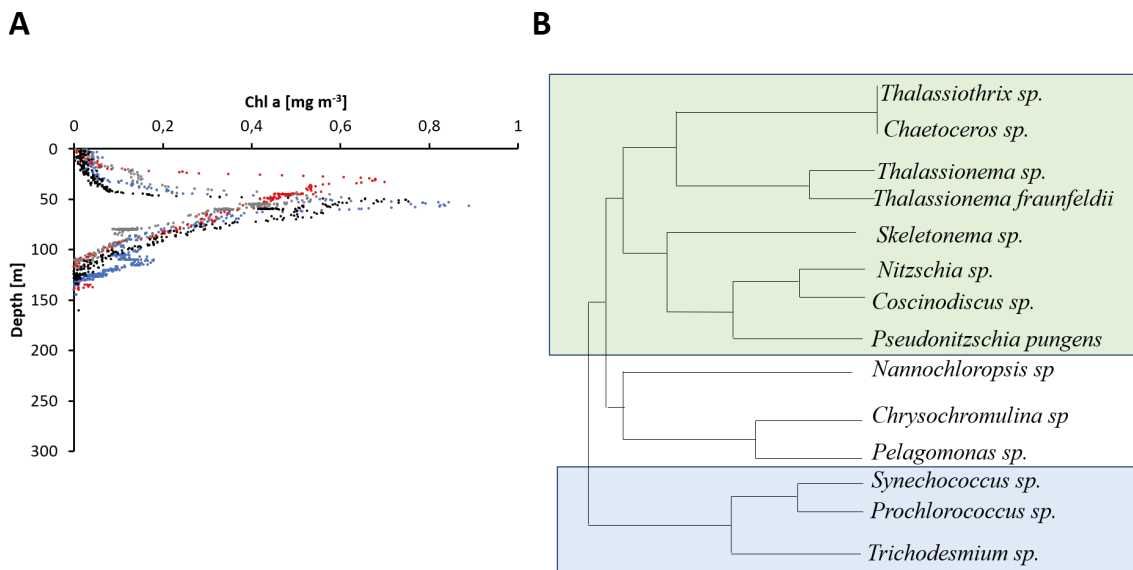 A
B
Chl a [mg m-3]
0 0,2 0,4 0,6 0,8 1
0
50
100
150
200
250
300
Depth [m]
Thalassiothrix sp.
Chaetoceros sp.
Thalassionema sp.
Thalassionema fraunfeldii
Skeletonema sp.
Nitzschia sp.
Coscinodiscus sp.
Pseudonitzschia pungens
Nannochloropsis sp
Chrysochromulina sp
Pelagomonas sp.
Synechococcus sp.
Prochlorococcus sp.
Trichodesmium sp.